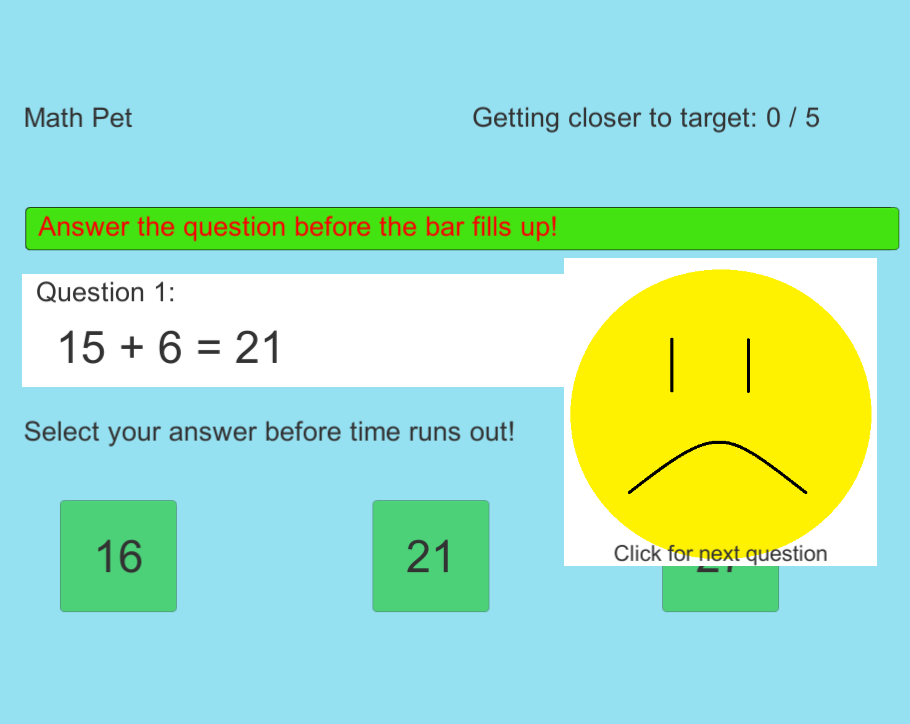 Math Pet
Getting closer to target: 0 / 5
Answer the question before the bar fills up!
Question 1:
15 + 6 = 21
Select your answer before time runs out!
16
21
Click for next question